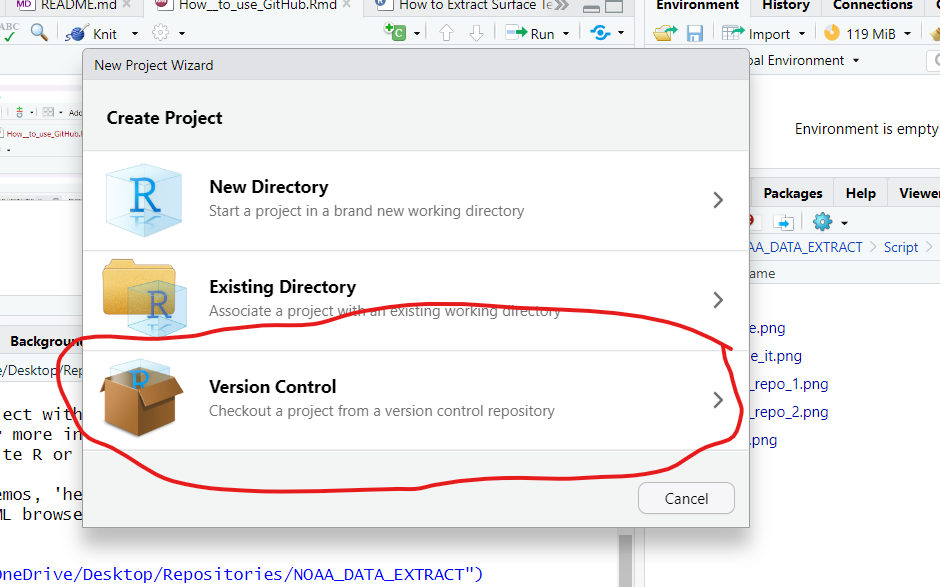 README.md
How__to_use_GitHub.Rmd
How to Extract Surface Te
Environment
History
Connections
ABC
Knit
Run
Import
119 MiB
New Project Wizard
bal Environment
Create Project
Add
How__to_use_GitHub.
Environment is empty
New Directory
Start a project in a brand new working directory
Packages
Help
Viewer
AA_DATA_EXTRACT
Script
ame
Existing Directory
Associate a project with an existing working directory
e.png
Background
e_it.png
e/Desktop/Rep
Version Control
Checkout a project from a version control repository
_repo_1.png
_repo_2.png
.png
ject with
r more in
te R or
emos, 'he
ML browse
Cancel
OneDrive/Desktop/Repositories/NOAA_DATA_EXTRACT")